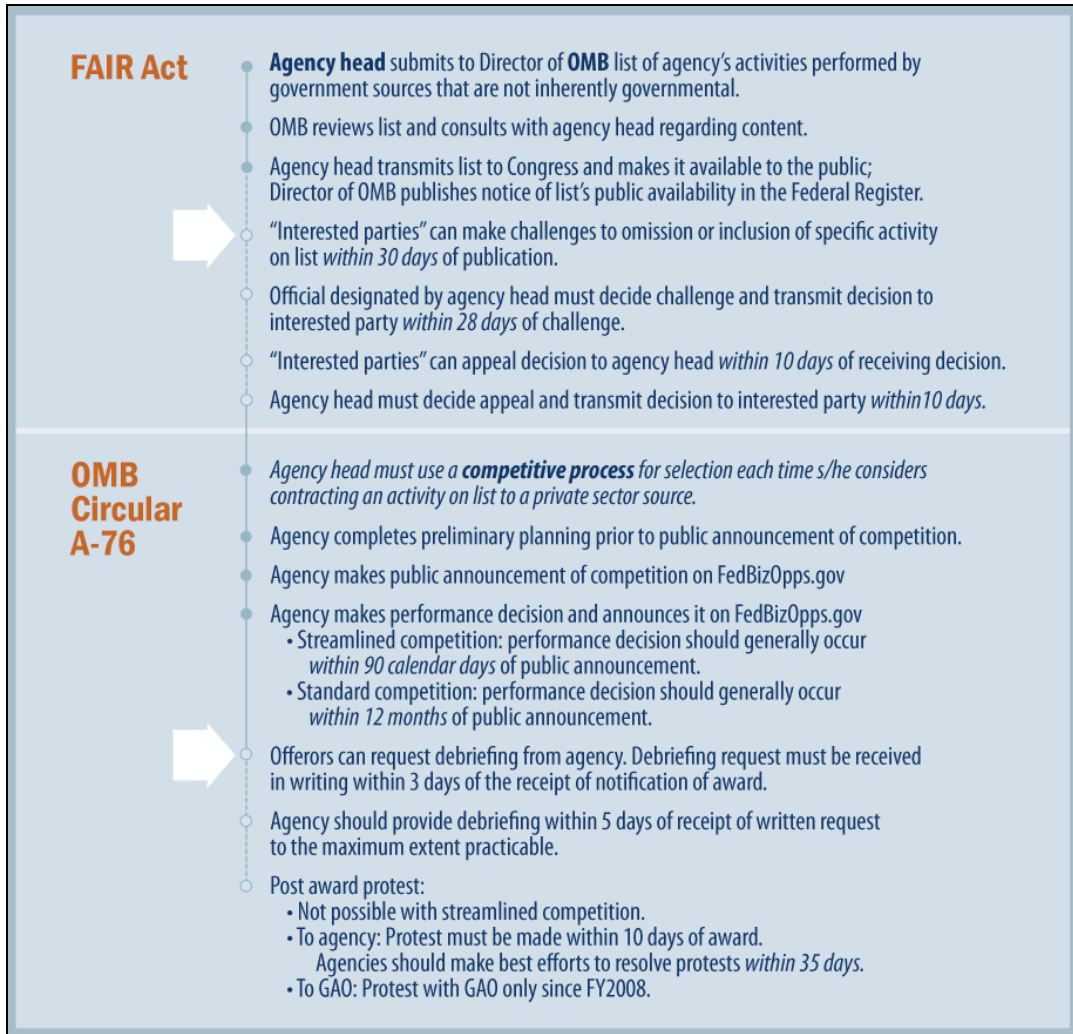 FAIR Act
Agency head submits to Director of OMB list of agency’s activities performed by
government sources that are not inherently governmental.
OMB reviews list and consults with agency head regarding content.
Agency head transmits list to Congress and makes it available to the public;
Director of OMB publishes notice of list’s public availability in the Federal Register.
“Interested parties” can make challenges to omission or inclusion of specific activity
on list within 30 days of publication.
Official designated by agency head must decide challenge and transmit decision to
interested party within 28 days of challenge.
“Interested parties” can appeal decision to agency head within 10 days of receiving decision.
Agency head must decide appeal and transmit decision to interested party within10 days.
OMB
Circular
A-76
Agency head must use a competitive process for selection each time s/he considers
contracting an activity on list to a private sector source.
Agency completes preliminary planning prior to public announcement of competition.
Agency makes public announcement of competition on FedBizOpps.gov
Agency makes performance decision and announces it on FedBizOpps.gov
• Streamlined competition: performance decision should generally occur
within 90 calendar days of public announcement.
• Standard competition: performance decision should generally occur
within 12 months of public announcement.
Offerors can request debriefing from agency. Debriefing request must be received
in writing within 3 days of the receipt of notification of award.
Agency should provide debriefing within 5 days of receipt of written request
to the maximum extent practicable.
Post award protest:
• Not possible with streamlined competition.
• To agency: Protest must be made within 10 days of award.
Agencies should make best efforts to resolve protests within 35 days.
• To GAO: Protest with GAO only since FY2008.